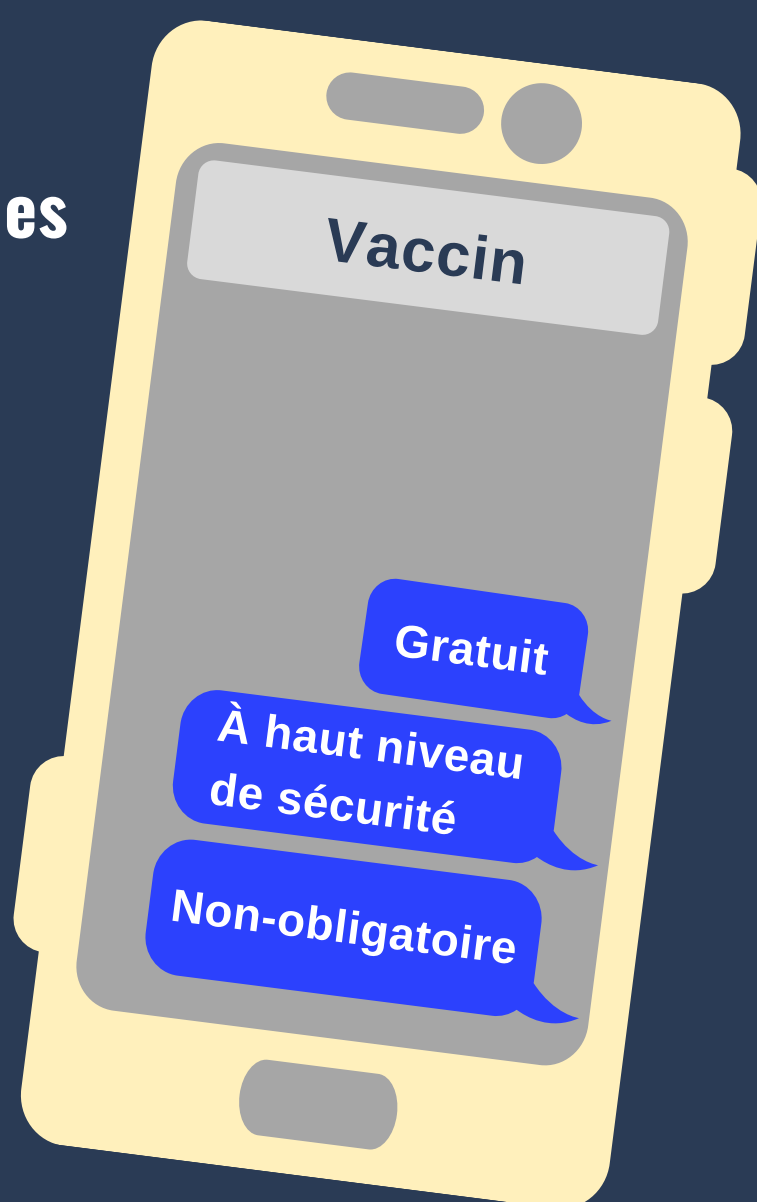 es
Vaccin
Gratuit
À haut niveau
de sécurité
Non-obligatoire